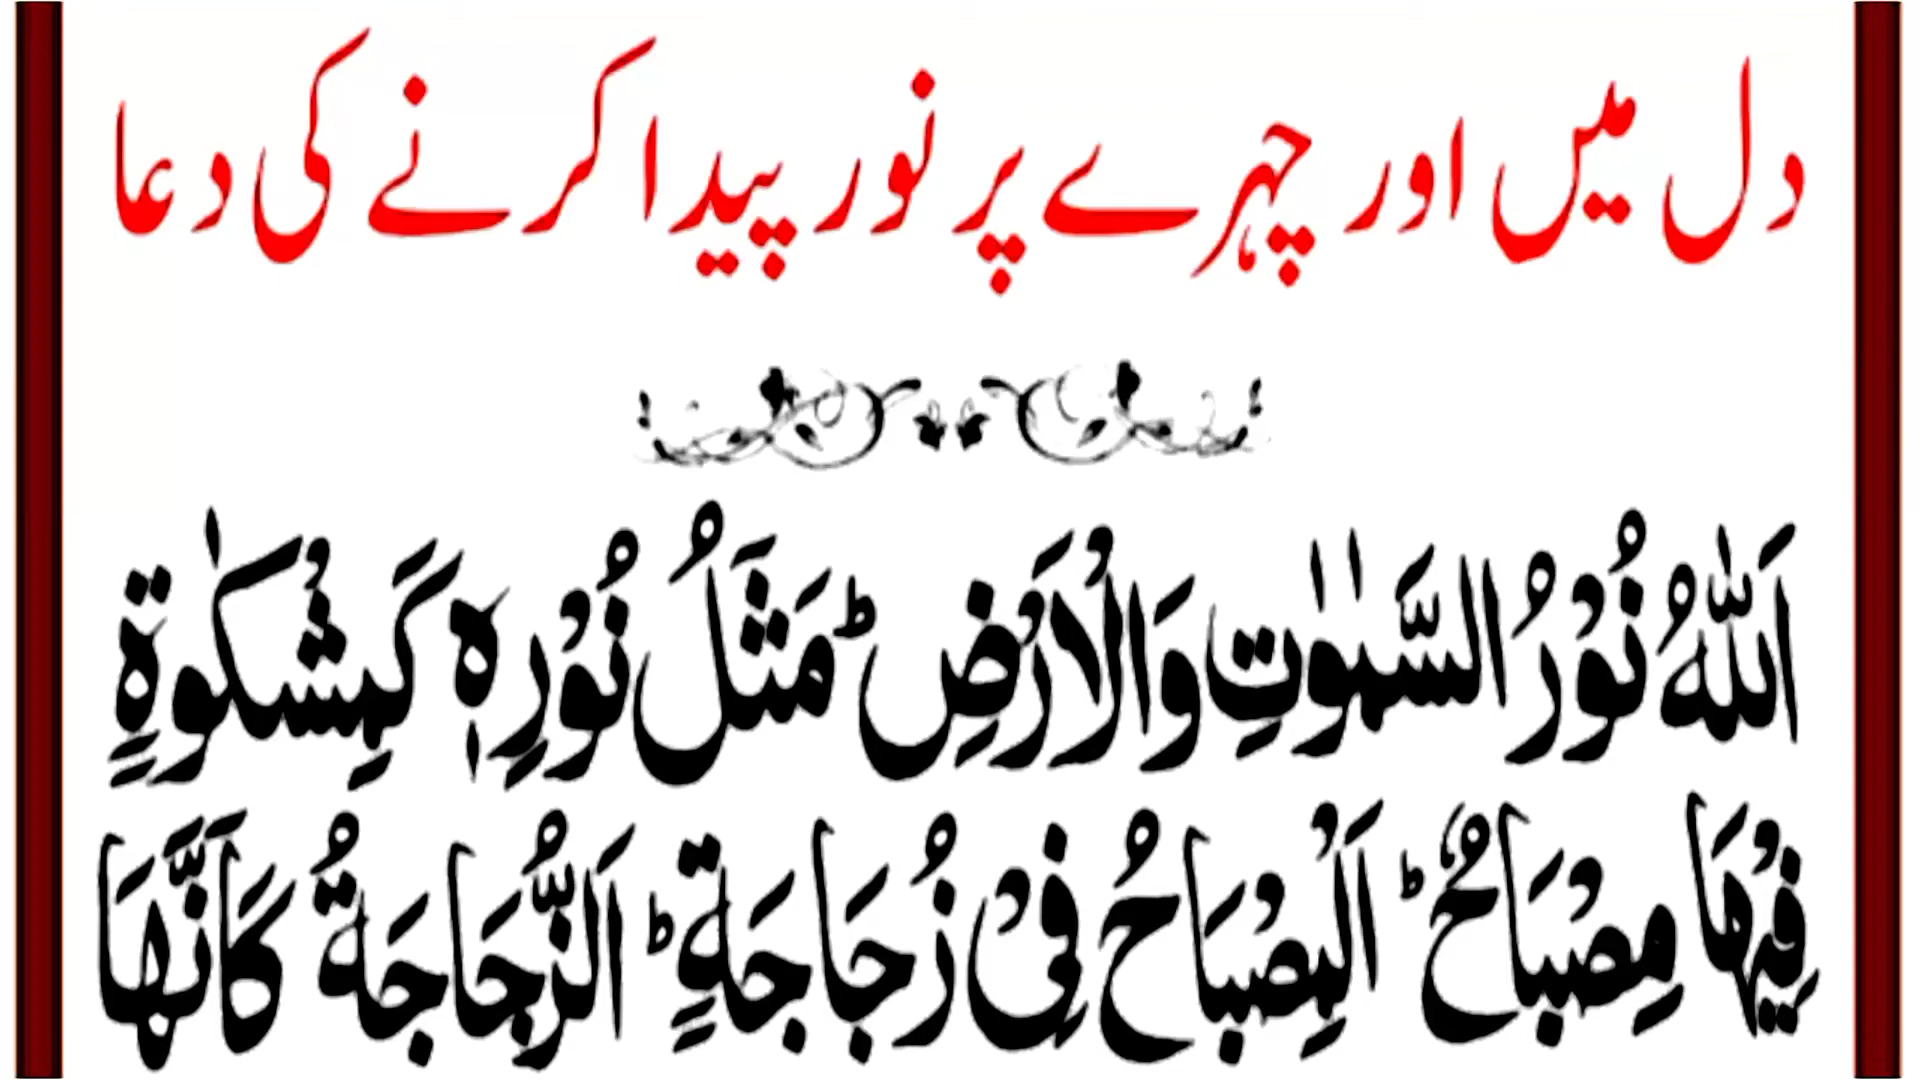 دل میں اور چہرے پر نور پیدا کرنے کی دعا
اَللّٰهُ نُوْرُ السَّمٰوٰتِ وَالْاَرْضِ ؕ مَثَلُ نُوْرِهٖ كَمِشْكٰوةٍ
فِیْهَا مِصْبَاحٌ ؕ اَلْمِصْبَاحُ فِیْ زُجَاجَةٍ ؕ اَلزُّجَاجَةُ كَاَنَّهَا